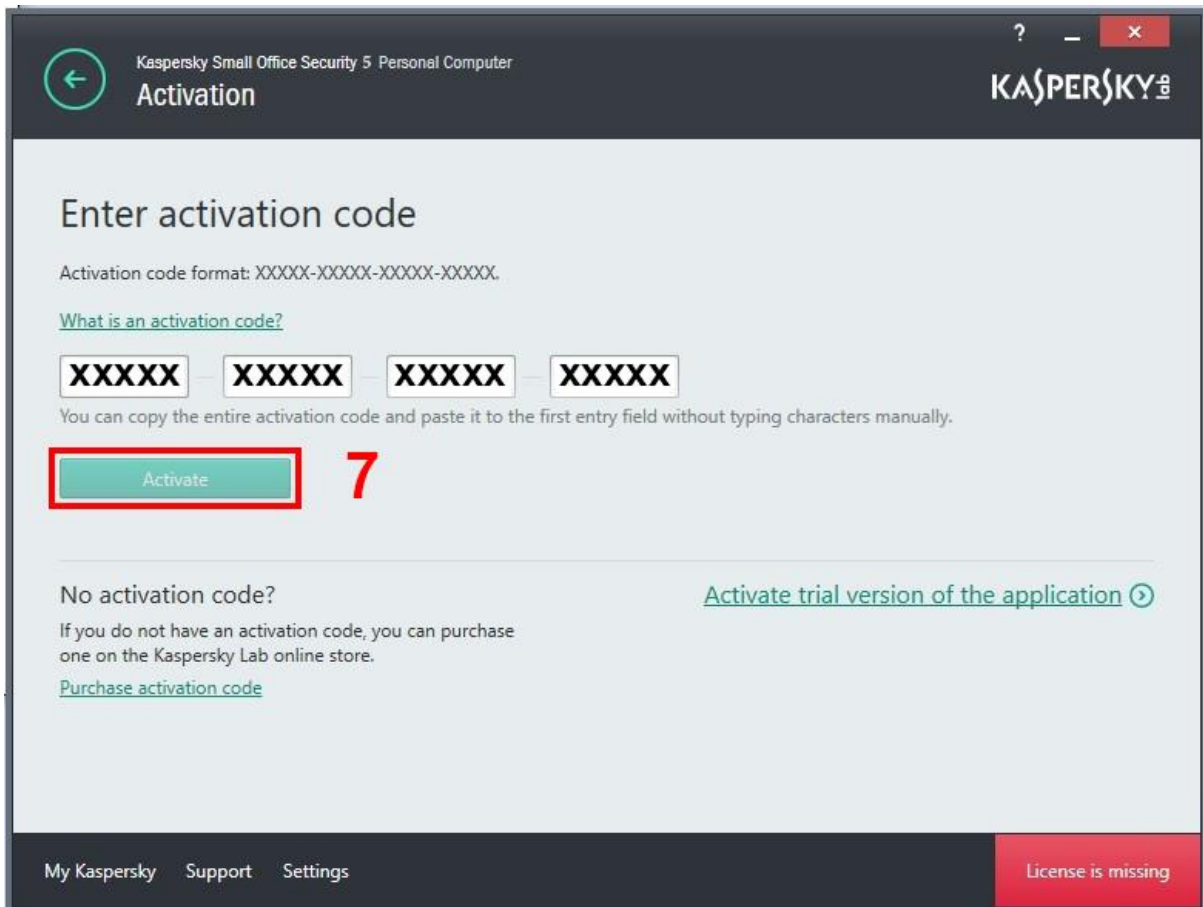 ? _ ×
Kaspersky Small Office Security 5 Personal Computer
Activation
KASPERSKY lab
Enter activation code
Activation code format: XXXXX-XXXXX-XXXXX-XXXXX.
What is an activation code?
XXXXX – XXXXX – XXXXX – XXXXX
You can copy the entire activation code and paste it to the first entry field without typing characters manually.
Activate 7
No activation code?
Activate trial version of the application
If you do not have an activation code, you can purchase
one on the Kaspersky Lab online store.
Purchase activation code
My Kaspersky Support Settings License is missing